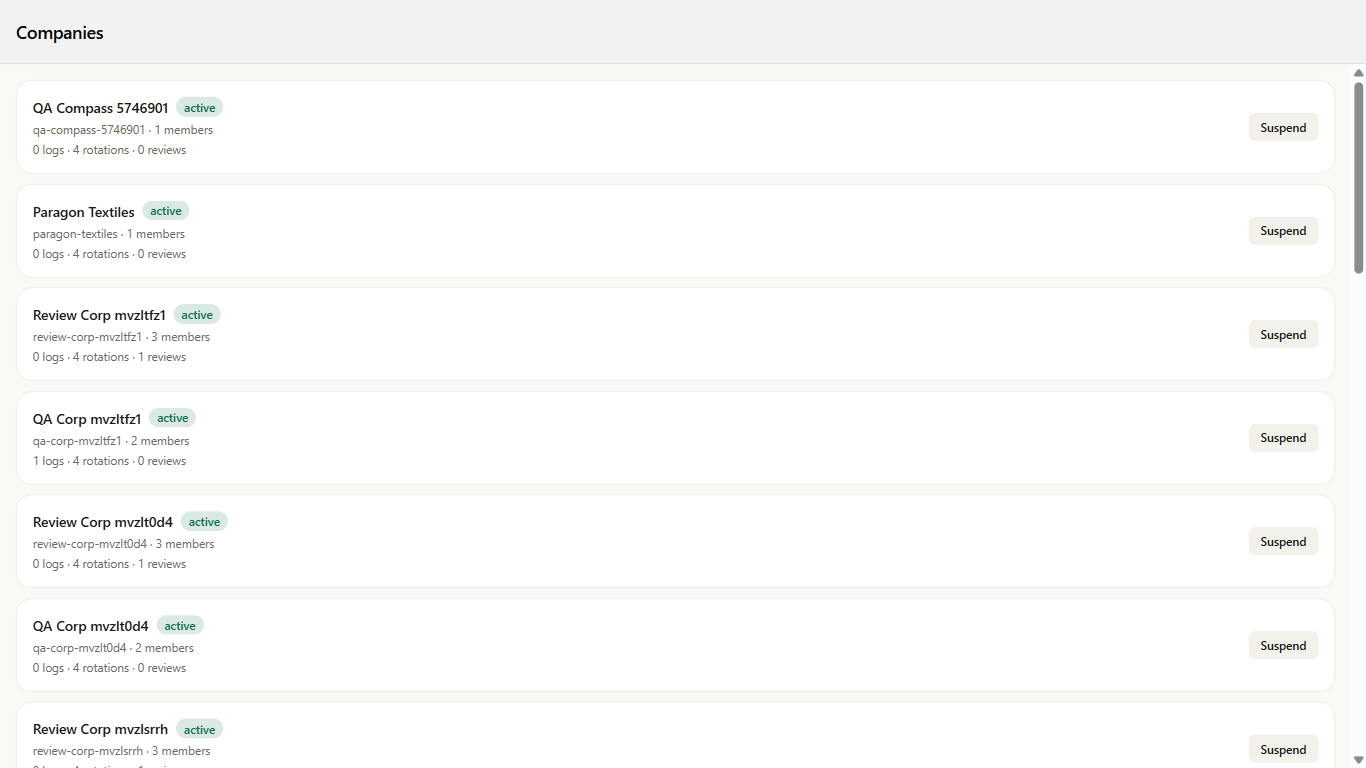 Companies
QA Compass 5746901 active
qa-compass-5746901 · 1 members
0 logs · 4 rotations · 0 reviews
Suspend
Paragon Textiles active
paragon-textiles · 1 members
0 logs · 4 rotations · 0 reviews
Suspend
Review Corp mvzltfz1 active
review-corp-mvzltfz1 · 3 members
0 logs · 4 rotations · 1 reviews
Suspend
QA Corp mvzltfz1 active
qa-corp-mvzltfz1 · 2 members
1 logs · 4 rotations · 0 reviews
Suspend
Review Corp mvzlt0d4 active
review-corp-mvzlt0d4 · 3 members
0 logs · 4 rotations · 1 reviews
Suspend
QA Corp mvzlt0d4 active
qa-corp-mvzlt0d4 · 2 members
0 logs · 4 rotations · 0 reviews
Suspend
Review Corp mvzlsrrh active
review-corp-mvzlsrrh · 3 members
Suspend